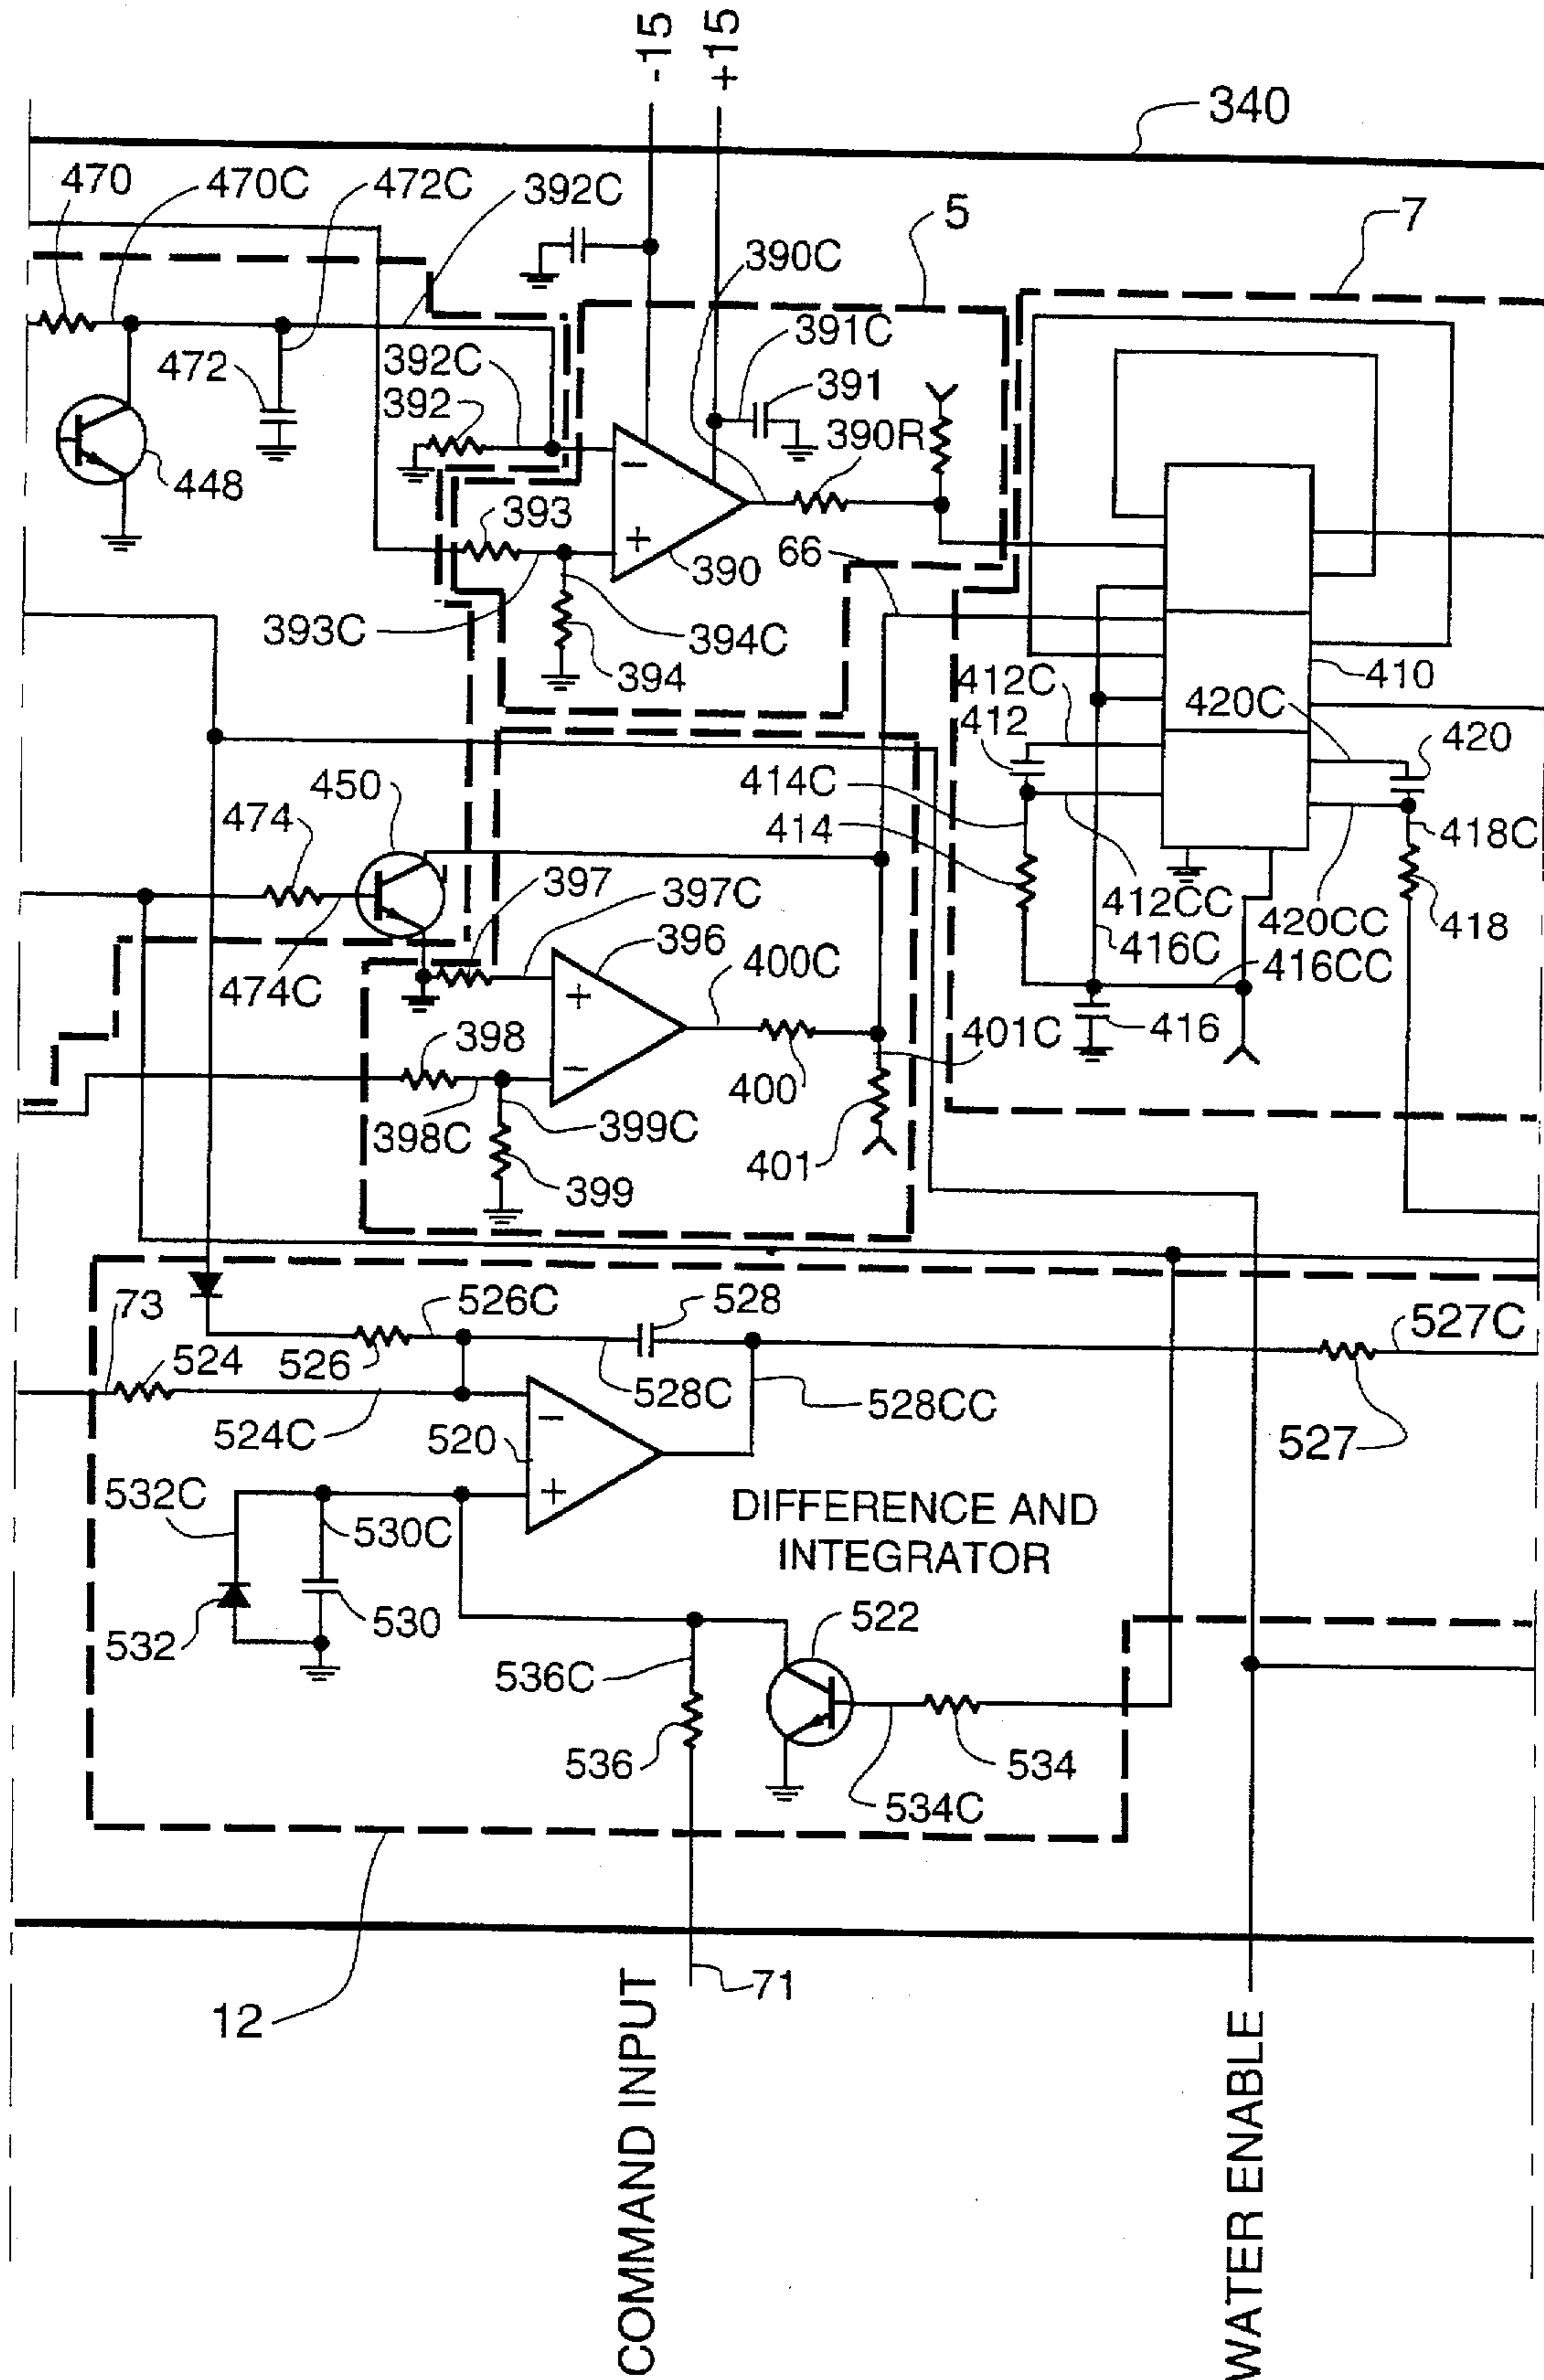 -15
+15
340
470
470C
472C
392C
5
7
390C
391C
391
392C
392
472
390R
448
393
66
390
393C
394C
394
410
412C
412
420C
420
414C
414
450
474
418C
397
397C
412CC
420CC
418
396
400C
416C
416CC
474C
416
398
401C
400
398C
399C
401
399
73
526C
528
527C
524
526
528C
528CC
524C
520
527
532C
530C
DIFFERENCE AND
INTEGRATOR
532
530
522
536C
536
534
534C
12
71
COMMAND INPUT
WATER ENABLE